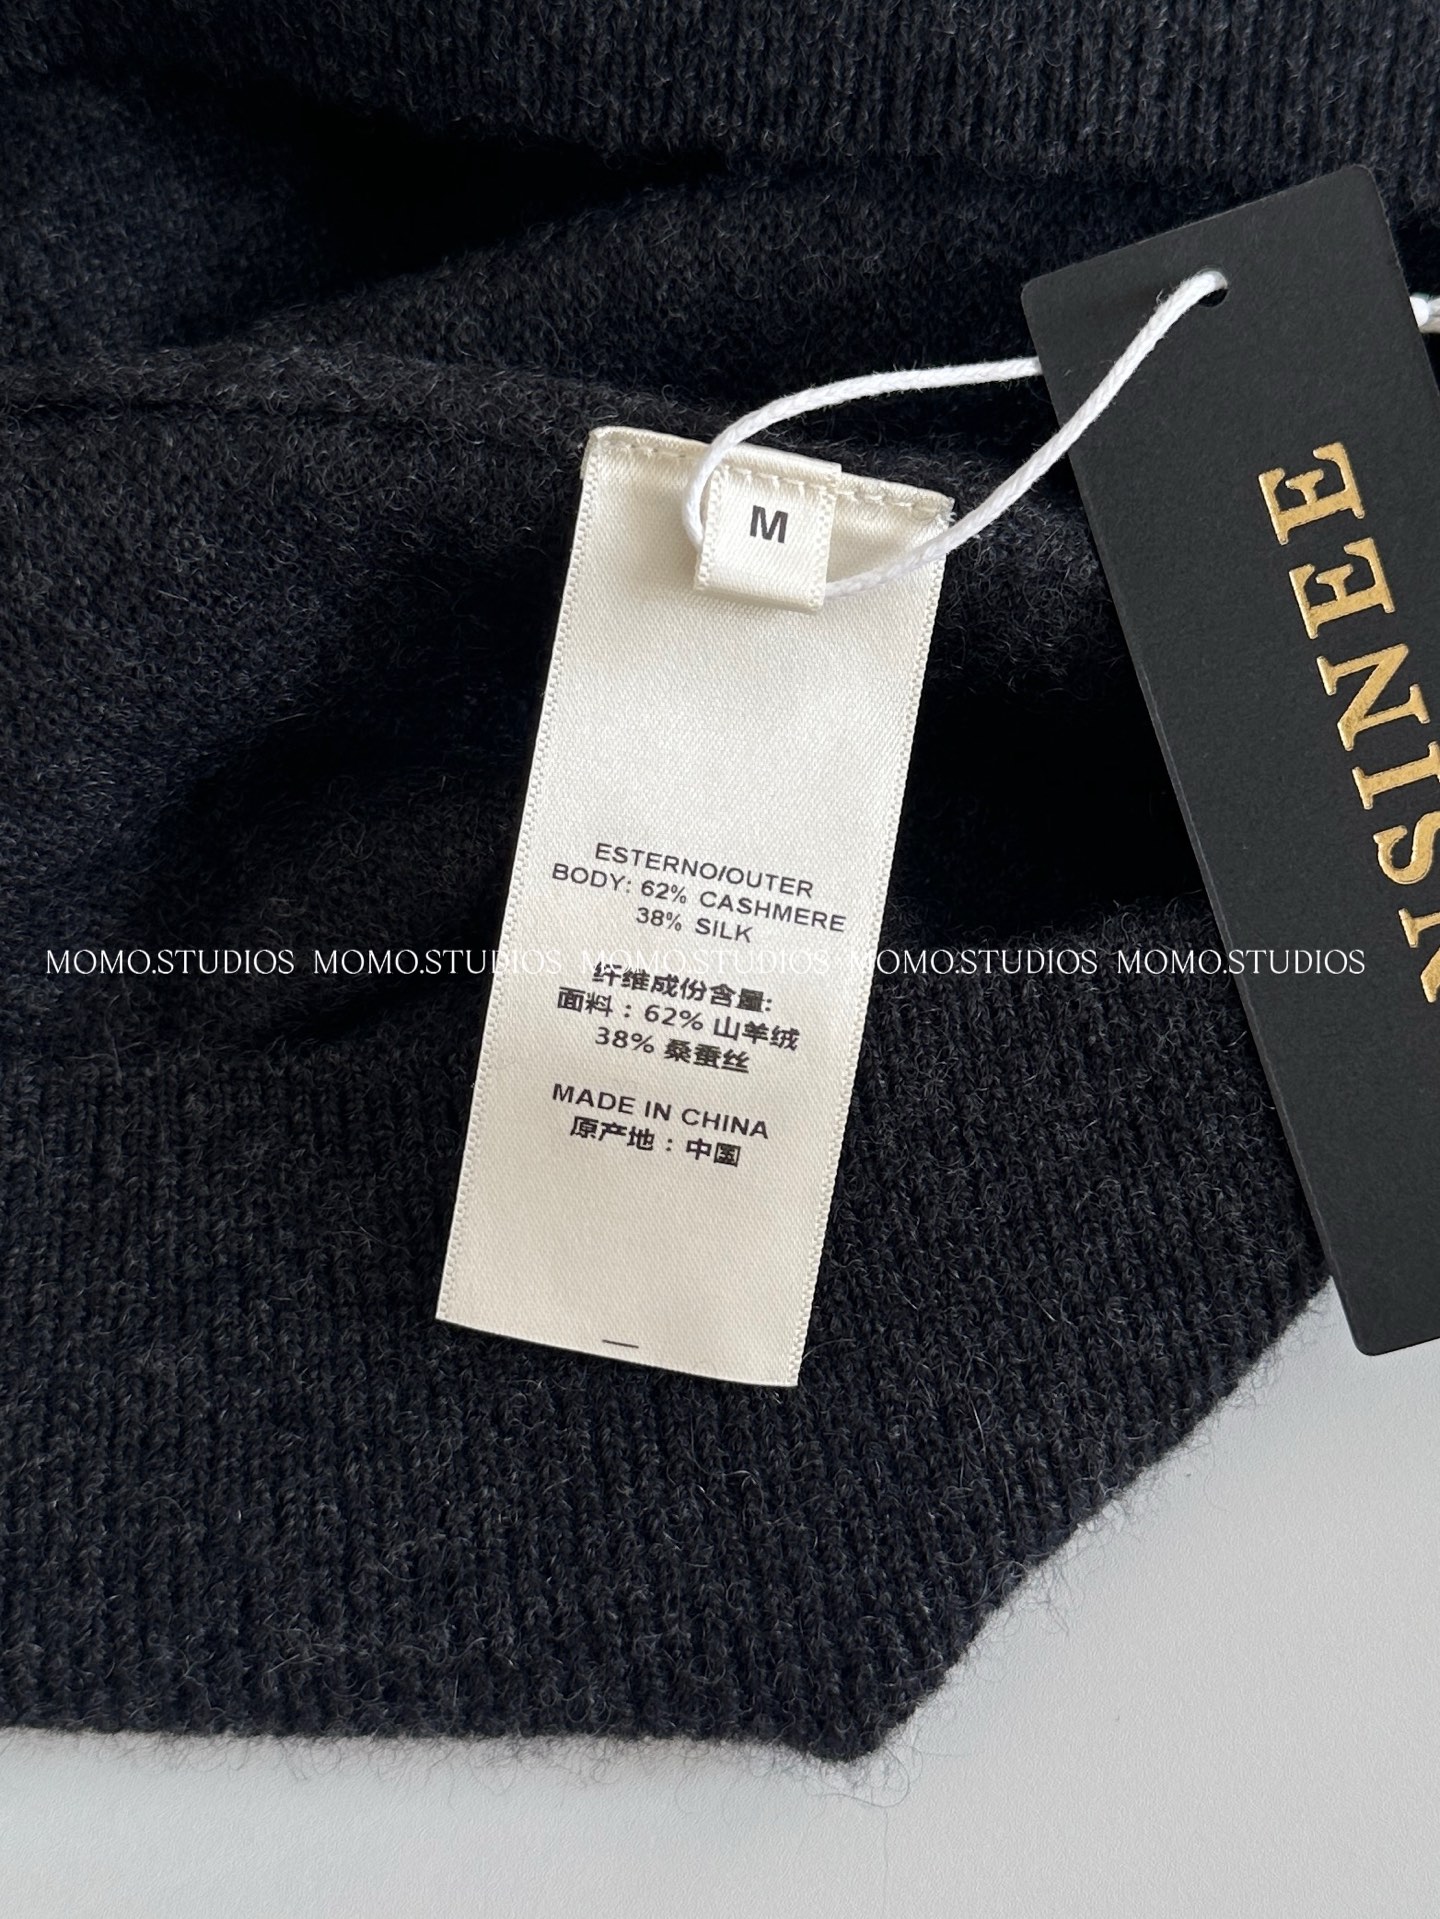 M
ESTERNO/OUTER
BODY: 62% CASHMERE
38% SILK
MOMO.STUDIOS MOMO.STUDIOS MOMO.STUDIOS MOMO.STUDIOS MOMO.STUDIOS
纤维成份含量:
面料：62% 山羊绒
38% 桑蚕丝
MADE IN CHINA
原产地：中国
NSINEE